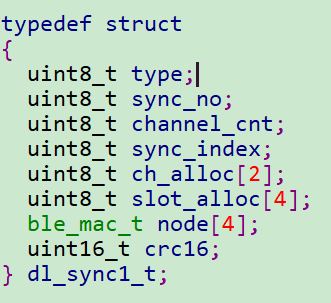 typedef struct
{
uint8_t type;
uint8_t sync_no;
uint8_t channel_cnt;
uint8_t sync_index;
uint8_t ch_alloc[2];
uint8_t slot_alloc[4];
ble_mac_t node[4];
uint16_t crc16;
} dl_sync1_t;